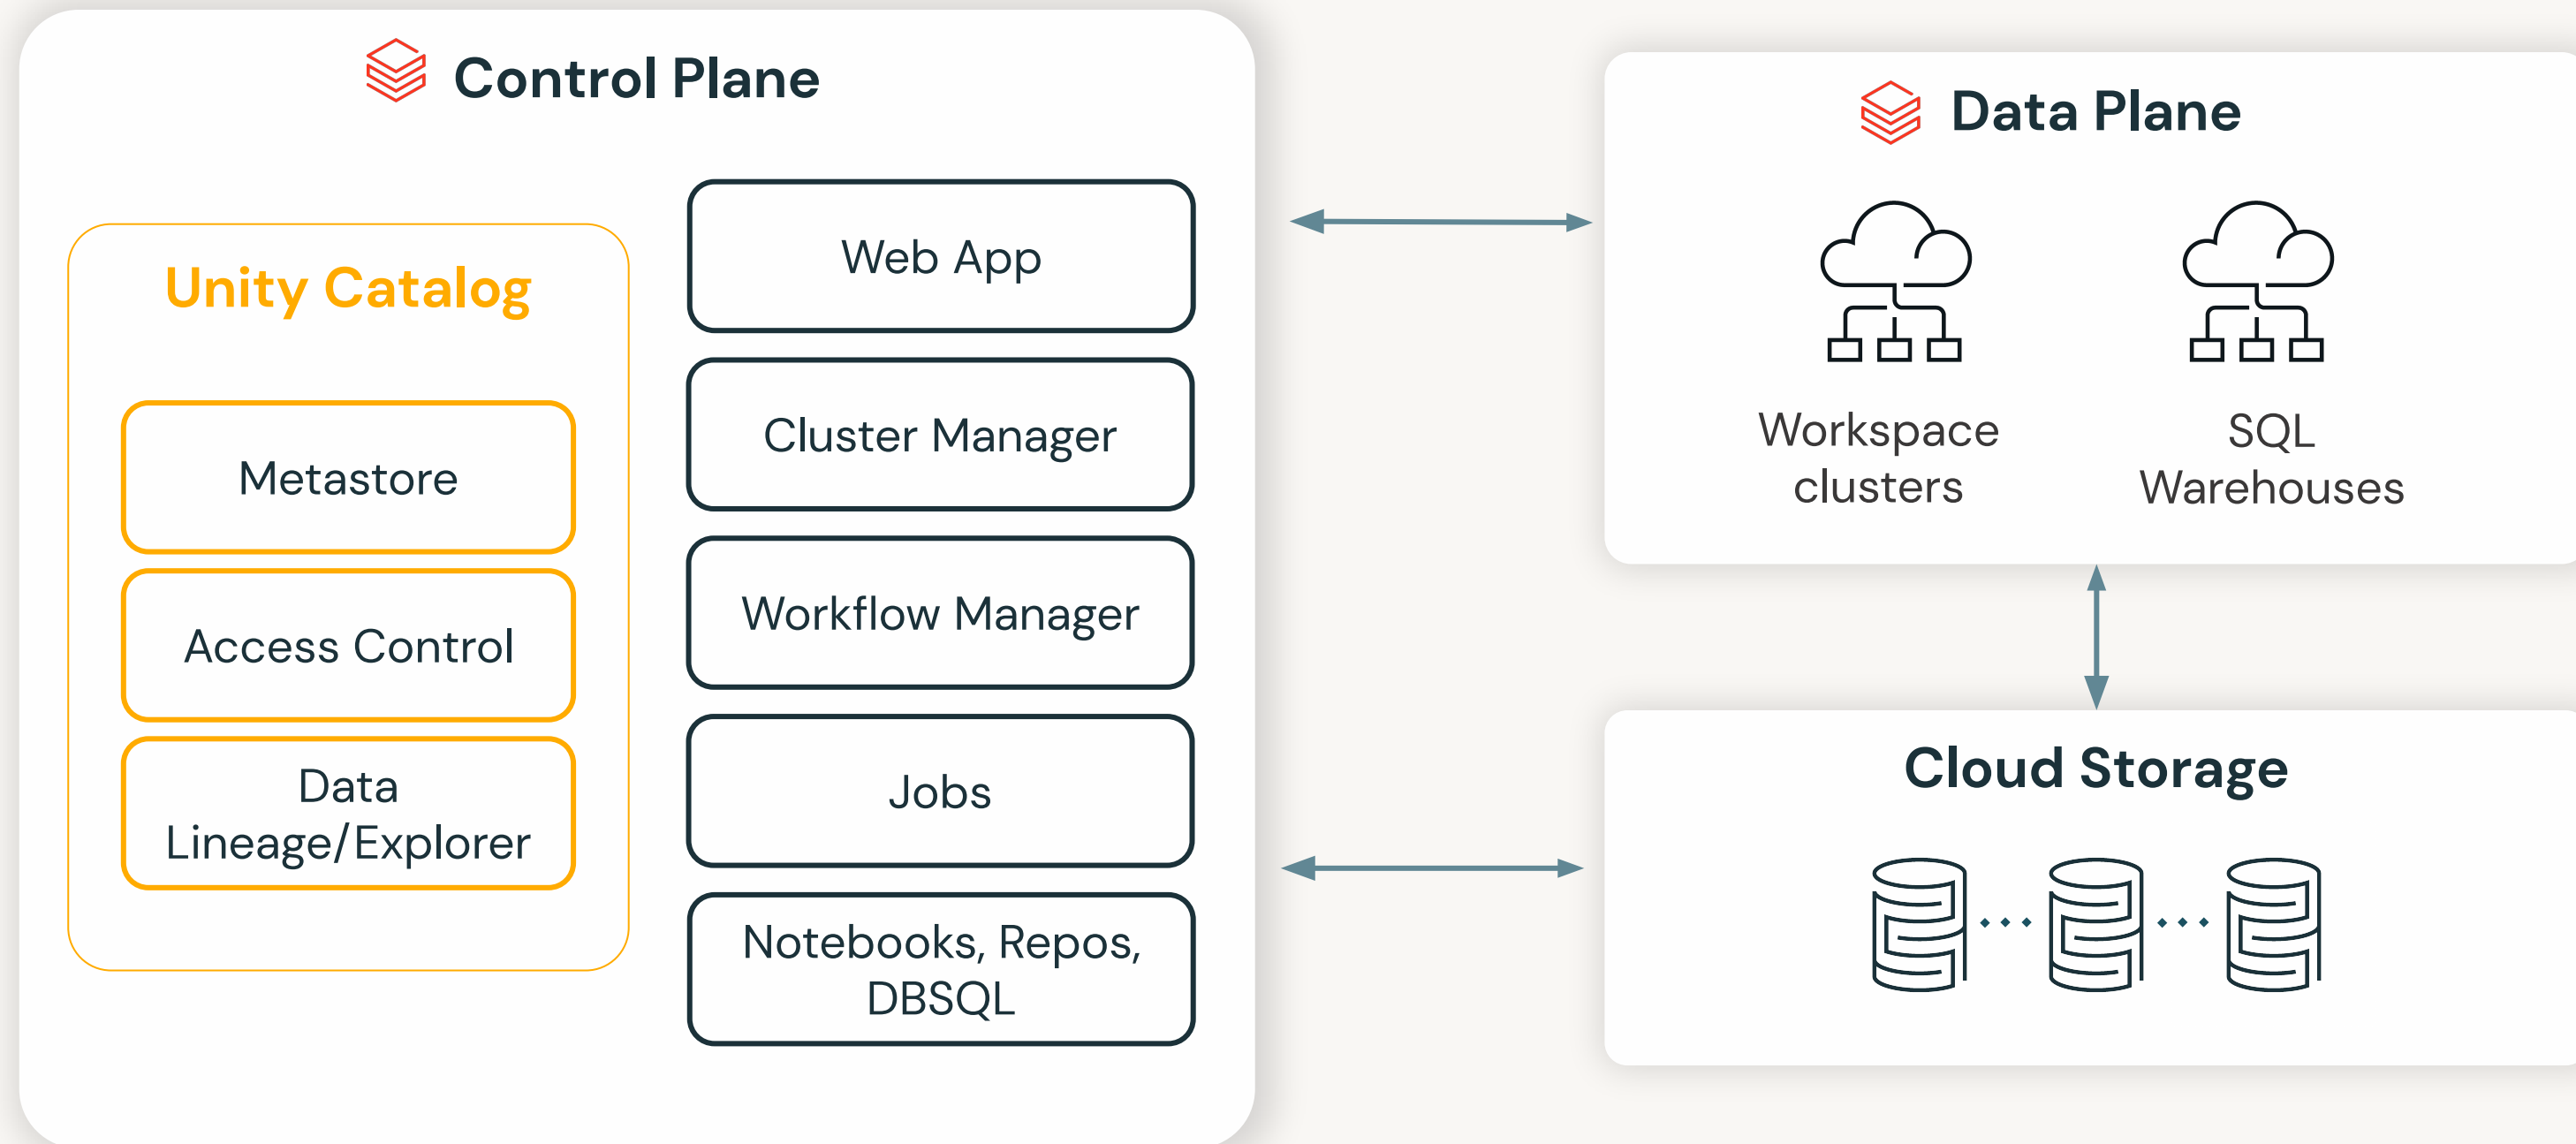 Control Plane
Unity Catalog
Metastore
Access Control
Data
Lineage/Explorer
Web App
Cluster Manager
Workflow Manager
Jobs
Notebooks, Repos,
DBSQL
Data Plane
Workspace
clusters
SQL
Warehouses
Cloud Storage